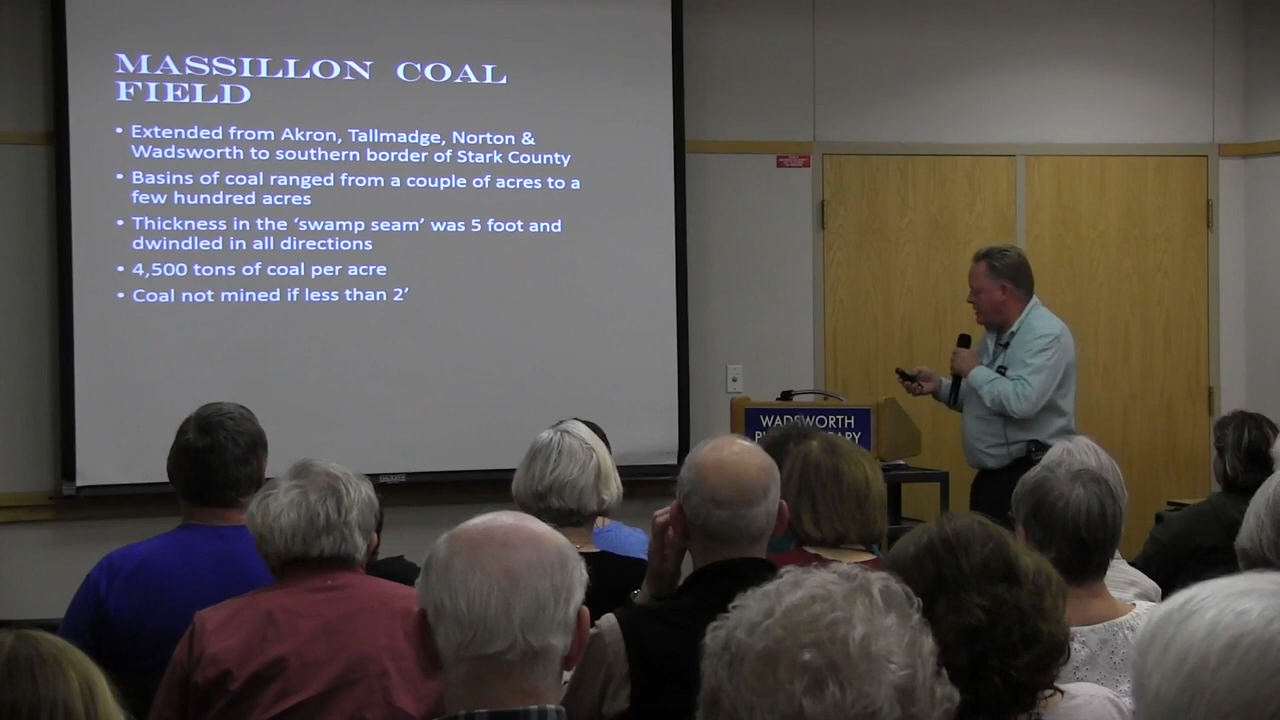 MASSILLON COAL
FIELD
• Extended from Akron, Tallmadge, Norton &
Wadsworth to southern border of Stark County
• Basins of coal ranged from a couple of acres to a
few hundred acres
• Thickness in the ‘swamp seam’ was 5 foot and
dwindled in all directions
• 4,500 tons of coal per acre
• Coal not mined if less than 2’
WADSWORTH